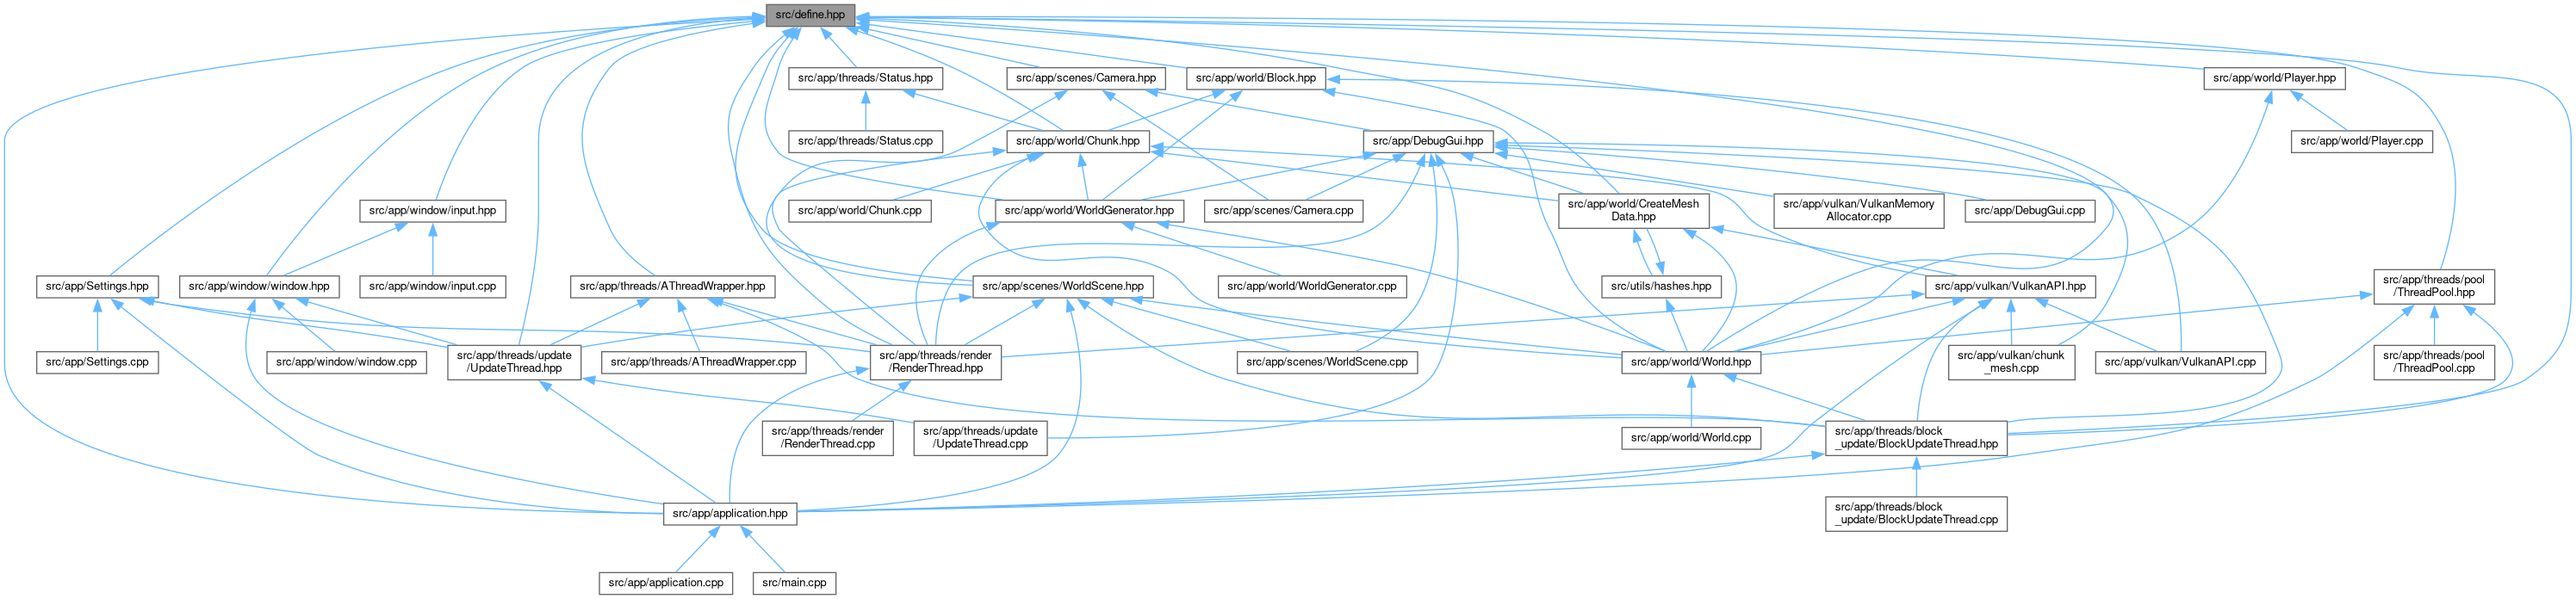 src/define.hpp
src/app/threads/Status.hpp
src/app/scenes/Camera.hpp
src/app/world/Block.hpp
src/app/world/Player.hpp
src/app/threads/Status.cpp
src/app/world/Chunk.hpp
src/app/DebugGui.hpp
src/app/world/Player.cpp
src/app/window/input.hpp
src/app/world/Chunk.cpp
src/app/world/WorldGenerator.hpp
src/app/scenes/Camera.cpp
src/app/world/CreateMesh
Data.hpp
src/app/vulkan/VulkanMemory
Allocator.cpp
src/app/DebugGui.cpp
src/app/Settings.hpp
src/app/window/window.hpp
src/app/window/input.cpp
src/app/threads/AThreadWrapper.hpp
src/app/scenes/WorldScene.hpp
src/app/world/WorldGenerator.cpp
src/utils/hashes.hpp
src/app/vulkan/VulkanAPI.hpp
src/app/threads/pool
/ThreadPool.hpp
src/app/Settings.cpp
src/app/window/window.cpp
src/app/threads/update
/UpdateThread.hpp
src/app/threads/AThreadWrapper.cpp
src/app/threads/render
/RenderThread.hpp
src/app/scenes/WorldScene.cpp
src/app/world/World.hpp
src/app/vulkan/chunk
_mesh.cpp
src/app/vulkan/VulkanAPI.cpp
src/app/threads/pool
/ThreadPool.cpp
src/app/threads/render
/RenderThread.cpp
src/app/threads/update
/UpdateThread.cpp
src/app/world/World.cpp
src/app/threads/block
_update/BlockUpdateThread.hpp
src/app/application.hpp
src/app/threads/block
_update/BlockUpdateThread.cpp
src/app/application.cpp
src/main.cpp